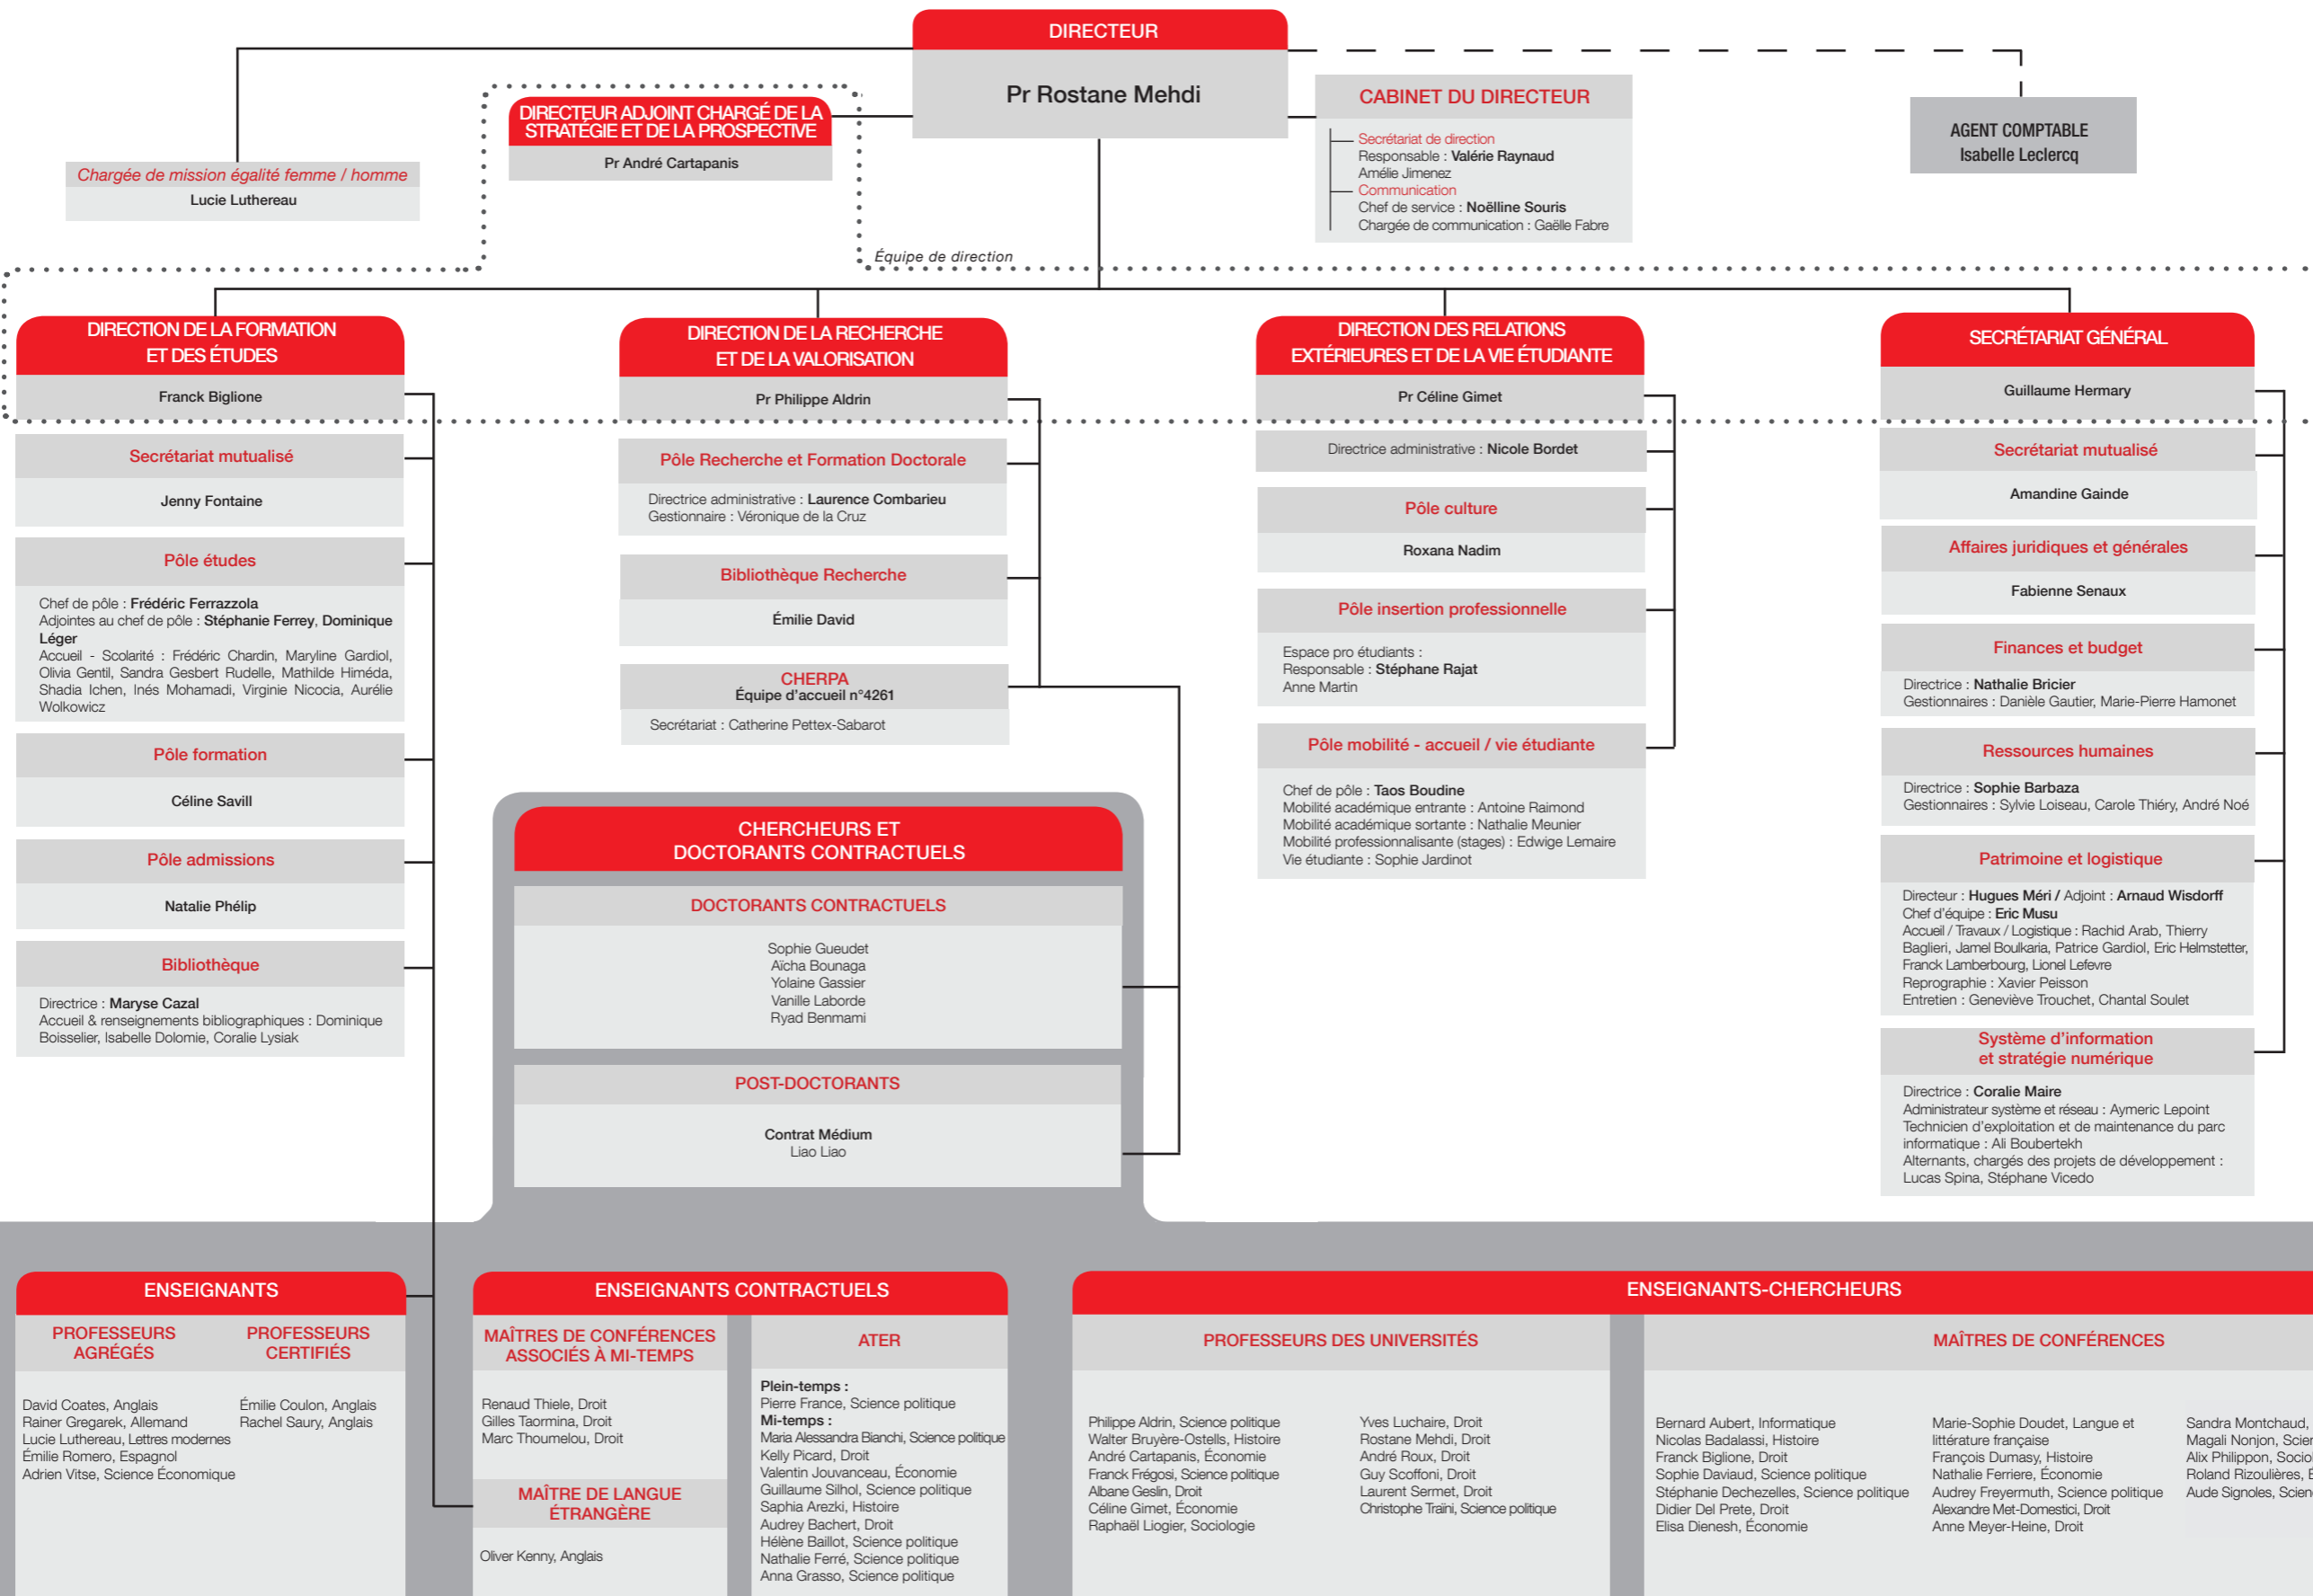 DIRECTEUR
Pr Rostane Mehdi
DIRECTEUR ADJOINT CHARGÉ DE LA
STRATÉGIE ET DE LA PROSPECTIVE
Pr André Cartapanis
CABINET DU DIRECTEUR
Secrétariat de direction
Responsable : Valérie Raynaud
Amélie Jimenez
Communication
Chef de service : Noëlline Souris
Chargée de communication : Gaëlle Fabre
AGENT COMPTABLE
Isabelle Leclercq
Chargée de mission égalité femme / homme
Lucie Luthereau
Équipe de direction
DIRECTION DE LA FORMATION
ET DES ÉTUDES
Franck Biglione
Secrétariat mutualisé
Jenny Fontaine
Pôle études
Chef de pôle : Frédéric Ferrazzola
Adjointes au chef de pôle : Stéphanie Ferrey, Dominique
Léger
Accueil - Scolarité : Frédéric Chardin, Maryline Gardiol,
Olivia Gentil, Sandra Gesbert Rudelle, Mathilde Himéda,
Shadia Ichen, Inés Mohamadi, Virginie Nicocia, Aurélie
Wolkowicz
Pôle formation
Céline Savill
Pôle admissions
Natalie Phélip
Bibliothèque
Directrice : Maryse Cazal
Accueil & renseignements bibliographiques : Dominique
Boisselier, Isabelle Dolomie, Coralie Lysiak
DIRECTION DE LA RECHERCHE
ET DE LA VALORISATION
Pr Philippe Aldrin
Pôle Recherche et Formation Doctorale
Directrice administrative : Laurence Combarieu
Gestionnaire : Véronique de la Cruz
Bibliothèque Recherche
Émilie David
CHERPA
Équipe d'accueil n°4261
Secrétariat : Catherine Pettex-Sabarot
CHERCHEURS ET
DOCTORANTS CONTRACTUELS
DOCTORANTS CONTRACTUELS
Sophie Gueudet
Aïcha Bounaga
Yolaine Gassier
Vanille Laborde
Ryad Benmami
POST-DOCTORANTS
Contrat Médium
Liao Liao
DIRECTION DES RELATIONS
EXTÉRIEURES ET DE LA VIE ÉTUDIANTE
Pr Céline Gimet
Directrice administrative : Nicole Bordet
Pôle culture
Roxana Nadim
Pôle insertion professionnelle
Espace pro étudiants :
Responsable : Stéphane Rajat
Anne Martin
Pôle mobilité - accueil / vie étudiante
Chef de pôle : Taos Boudine
Mobilité académique entrante : Antoine Raimond
Mobilité académique sortante : Nathalie Meunier
Mobilité professionnalisante (stages) : Edwige Lemaire
Vie étudiante : Sophie Jardinot
SECRÉTARIAT GÉNÉRAL
Guillaume Hermary
Secrétariat mutualisé
Amandine Gainde
Affaires juridiques et générales
Fabienne Senaux
Finances et budget
Directrice : Nathalie Bricier
Gestionnaires : Danièle Gautier, Marie-Pierre Hamonet
Ressources humaines
Directrice : Sophie Barbaza
Gestionnaires : Sylvie Loiseau, Carole Thiéry, André Noé
Patrimoine et logistique
Directeur : Hugues Méri / Adjoint : Arnaud Wisdorff
Chef d'équipe : Eric Musu
Accueil / Travaux / Logistique : Rachid Arab, Thierry
Baglieri, Jamel Boulkaria, Patrice Gardiol, Eric Helmstetter,
Franck Lamberbourg, Lionel Lefevre
Reprographie : Xavier Peisson
Entretien : Geneviève Trouchet, Chantal Soulet
Système d'information
et stratégie numérique
Directrice : Coralie Maire
Administrateur système et réseau : Aymeric Lepoint
Technicien d'exploitation et de maintenance du parc
informatique : Ali Boubertekh
Alternants, chargés des projets de développement :
Lucas Spina, Stéphane Vicedo
ENSEIGNANTS
PROFESSEURS
AGRÉGÉS
David Coates, Anglais
Rainer Gregarek, Allemand
Lucie Luthereau, Lettres modernes
Émilie Romero, Espagnol
Adrien Vitse, Science Économique
PROFESSEURS
CERTIFIÉS
Émilie Coulon, Anglais
Rachel Saury, Anglais
ENSEIGNANTS CONTRACTUELS
MAÎTRES DE CONFÉRENCES
ASSOCIÉS À MI-TEMPS
Renaud Thiele, Droit
Gilles Taormina, Droit
Marc Thoumelou, Droit
MAÎTRE DE LANGUE
ÉTRANGÈRE
Oliver Kenny, Anglais
ATER
Plein-temps :
Pierre France, Science politique
Mi-temps :
Maria Alessandra Bianchi, Science politique
Kelly Picard, Droit
Valentin Jouvanceau, Économie
Guillaume Silhol, Science politique
Saphia Arezki, Histoire
Audrey Bachert, Droit
Hélène Baillot, Science politique
Nathalie Ferré, Science politique
Anna Grasso, Science politique
ENSEIGNANTS-CHERCHEURS
PROFESSEURS DES UNIVERSITÉS
Philippe Aldrin, Science politique
Walter Bruyère-Ostells, Histoire
André Cartapanis, Économie
Franck Frégosi, Science politique
Albane Geslin, Droit
Céline Gimet, Économie
Raphaël Liogier, Sociologie
Yves Luchaire, Droit
Rostane Mehdi, Droit
André Roux, Droit
Guy Scoffoni, Droit
Laurent Sermet, Droit
Christophe Traïni, Science politique
MAÎTRES DE CONFÉRENCES
Bernard Aubert, Informatique
Nicolas Badalassi, Histoire
Franck Biglione, Droit
Sophie Daviaud, Science politique
Stéphanie Dechezelles, Science politique
Didier Del Prete, Droit
Elisa Dienesh, Économie
Marie-Sophie Doudet, Langue et
littérature française
François Dumasy, Histoire
Nathalie Ferriere, Économie
Audrey Freyermuth, Science politique
Alexandre Met-Domestici, Droit
Anne Meyer-Heine, Droit
Sandra Montchaud,
Magali Nonjon,
Alix Philippon,
Roland Rizoulières,
Aude Signoles,